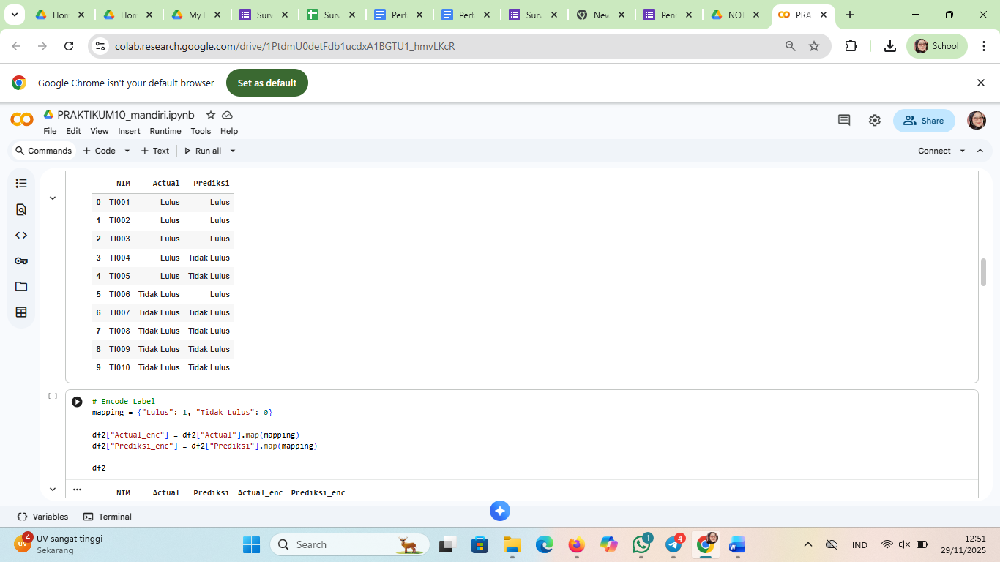 Hon
Hon
My
Surv
Surv
Pert
Pert
Surv
New
Pen
NOT
PRA
colab.research.google.com/drive/1PtdmU0detFdb1ucdxA1BGTU1_hmvLKcR
School
Google Chrome isn't your default browser
Set as default
PRAKTIKUM10_mandiri.ipynb
File Edit View Insert Runtime Tools Help
Share
Commands + Code + Text Run all
Connect
NIM Actual Prediksi
0 TI001 Lulus Lulus
1 TI002 Lulus Lulus
2 TI003 Lulus Lulus
3 TI004 Lulus Tidak Lulus
4 TI005 Lulus Tidak Lulus
5 TI006 Tidak Lulus Lulus
6 TI007 Tidak Lulus Tidak Lulus
7 TI008 Tidak Lulus Tidak Lulus
8 TI009 Tidak Lulus Tidak Lulus
9 TI010 Tidak Lulus Tidak Lulus
[ ]
# Encode Label
mapping = {"Lulus": 1, "Tidak Lulus": 0}
df2["Actual_enc"] = df2["Actual"].map(mapping)
df2["Prediksi_enc"] = df2["Prediksi"].map(mapping)
df2
NIM Actual Prediksi Actual_enc Prediksi_enc
Variables Terminal
4
UV
UV sangat tinggi
Sekarang
Search
1
4
IND
12:51
29/11/2025